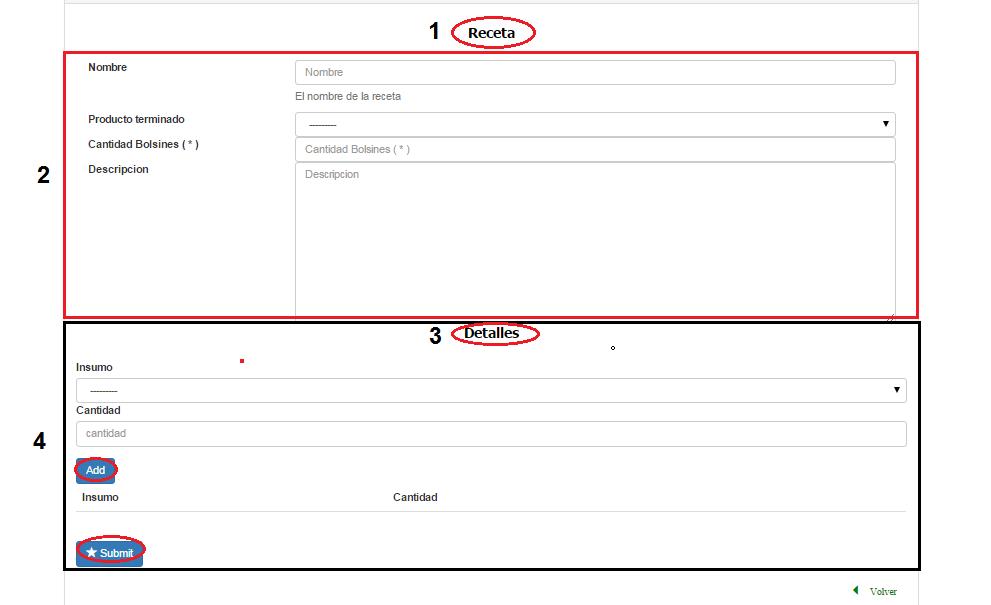 1 Receta
Nombre
Nombre
El nombre de la receta
Producto terminado
---------
Cantidad Bolsines ( * )
Cantidad Bolsines ( * )
2
Descripcion
Descripcion
3 Detalles
Insumo
---------
Cantidad
cantidad
4
Add
Insumo Cantidad
Submit
Volver